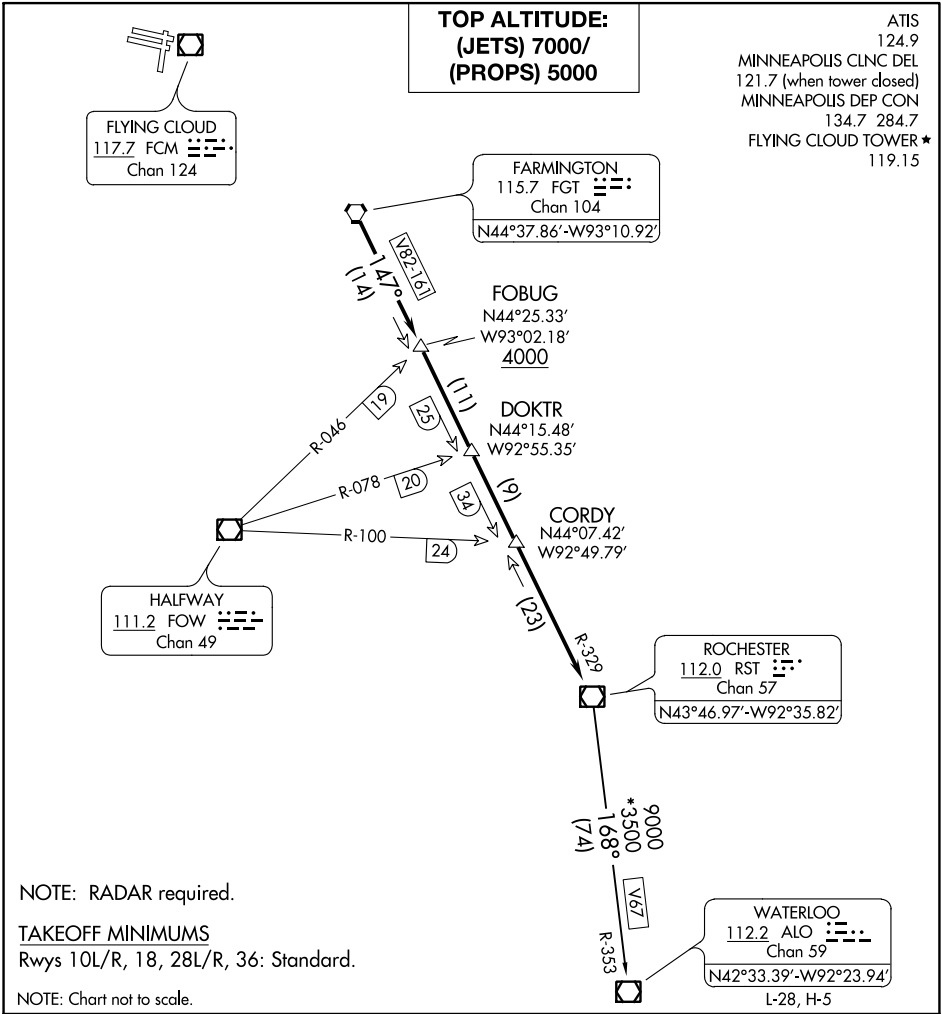 TOP ALTITUDE:
(JETS) 7000/
(PROPS) 5000
ATIS
124.9
MINNEAPOLIS CLNC DEL
121.7 (when tower closed)
MINNEAPOLIS DEP CON
134.7 284.7
FLYING CLOUD TOWER★
119.15
FLYING CLOUD
117.7 FCM
Chan 124
FARMINGTON
115.7 FGT
Chan 104
N44°37.86'-W93°10.92'
V82-161
147°
(14)
FOBUG
N44°25.33'
W93°02.18'
4000
(11)
R-046
19
25
DOKTR
N44°15.48'
W92°55.35'
R-078
20
(9)
34
R-100
24
CORDY
N44°07.42'
W92°49.79'
(23)
HALFWAY
111.2 FOW
Chan 49
R-329
ROCHESTER
112.0 RST
Chan 57
N43°46.97'-W92°35.82'
9000
*3500
168°
(74)
V67
R-353
WATERLOO
112.2 ALO
Chan 59
N42°33.39'-W92°23.94'
L-28, H-5
NOTE: RADAR required.
TAKEOFF MINIMUMS
Rwys 10L/R, 18, 28L/R, 36: Standard.
NOTE: Chart not to scale.